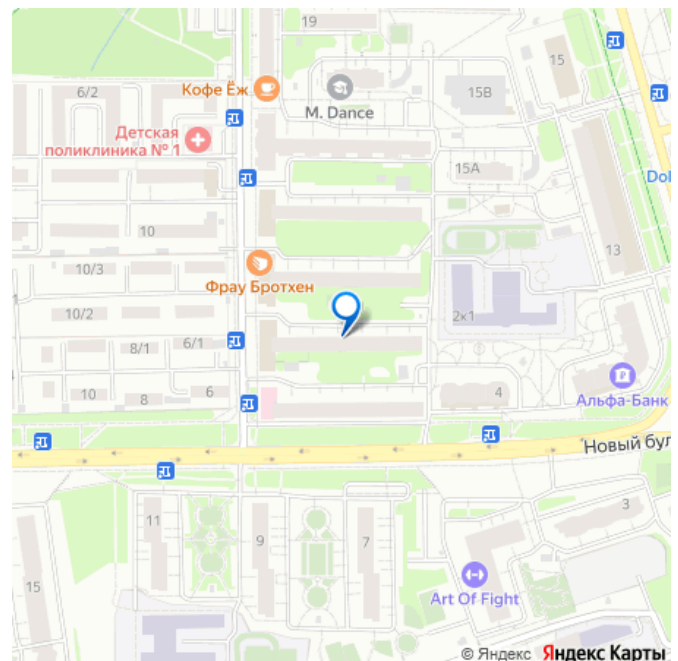 19
15
6/2
Кофе Ёж
15В
M. Dance
Детская
поликлиника № 1
15А
Dol
10
13
10/3
Фрау Бротхен
10/2
2к1
8/1
6/1
10
8
6
4
Альфа-Банк
Новый бул
11
9
7
3
15
Art Of Fight
© Яндекс Яндекс Карты